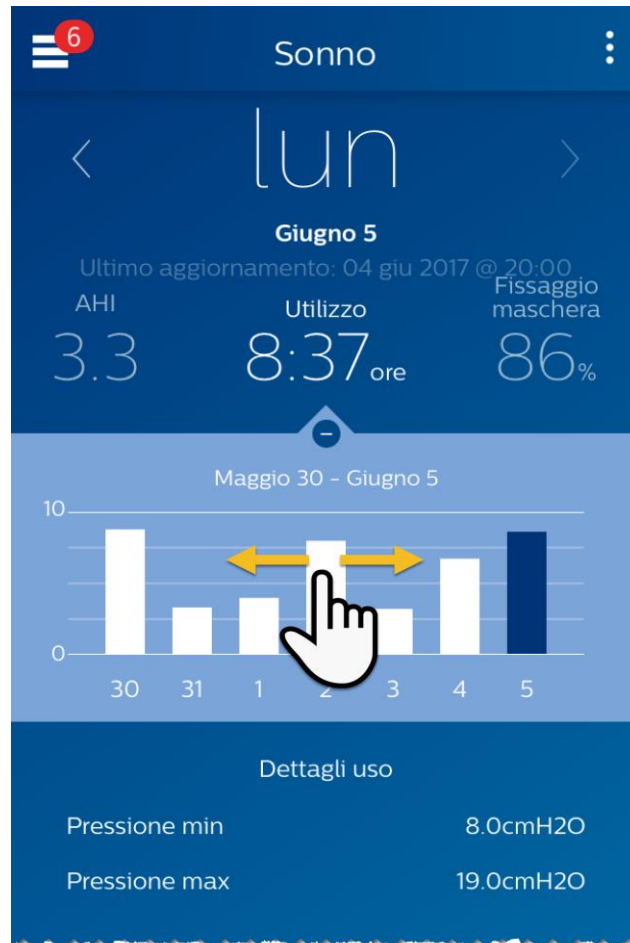 6
Sonno
lun
Giugno 5
Ultimo aggiornamento: 04 giu 2017 @ 20:00
AHI
Utilizzo
Fissaggio
maschera
3.3
8:37 ore
86%
Maggio 30 - Giugno 5
10
0
30 31 1 2 3 4 5
Dettagli uso
Pressione min 8.0cmH2O
Pressione max 19.0cmH2O